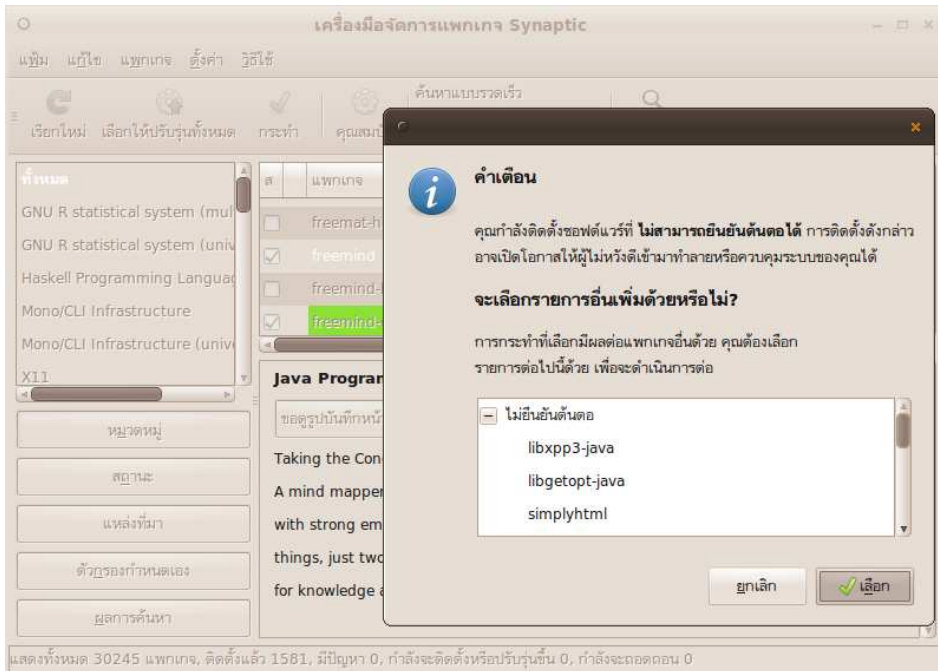 เครื่องมือจัดการแพกเกจ Synaptic
แฟ้ม แก้ไข แพกเกจ ตั้งค่า วิธีใช้
ค้นหาแบบรวดเร็ว
เรียกใหม่ เลือกให้ปรับรุ่นทั้งหมด กระทำ
ทั้งหมด
GNU R statistical system (mul
GNU R statistical system (univ
Haskell Programming Languag
Mono/CLI Infrastructure
Mono/CLI Infrastructure (unive
X11
หมวดหมู่
สถานะ
แหล่งที่มา
ตัวกรองกำหนดเอง
ผลการค้นหา
ส แพกเกจ
freemat-h
freemind
freemind-
freemind-
Java Program
ขอดูรูปบันทึกหน้
Taking the Con
A mind mapper
with strong em
things, just two
for knowledge a
คำเตือน
คุณกำลังติดตั้งซอฟต์แวร์ที่ ไม่สามารถยืนยันต้นตอได้ การติดตั้งดังกล่าว
อาจเปิดโอกาสให้ผู้ไม่หวังดีเข้ามาทำลายหรือควบคุมระบบของคุณได้
จะเลือกรายการอื่นเพิ่มด้วยหรือไม่?
การกระทำที่เลือกมีผลต่อแพกเกจอื่นด้วย คุณต้องเลือก
รายการต่อไปนี้ด้วย เพื่อจะดำเนินการต่อ
ไม่ยืนยันต้นตอ
libxpp3-java
libgetopt-java
simplyhtml
ยกเลิก เลือก
แสดงทั้งหมด 30245 แพกเกจ, ติดตั้งแล้ว 1581, มีปัญหา 0, กำลังจะติดตั้งหรือปรับรุ่นขึ้น 0, กำลังจะถอดถอน 0